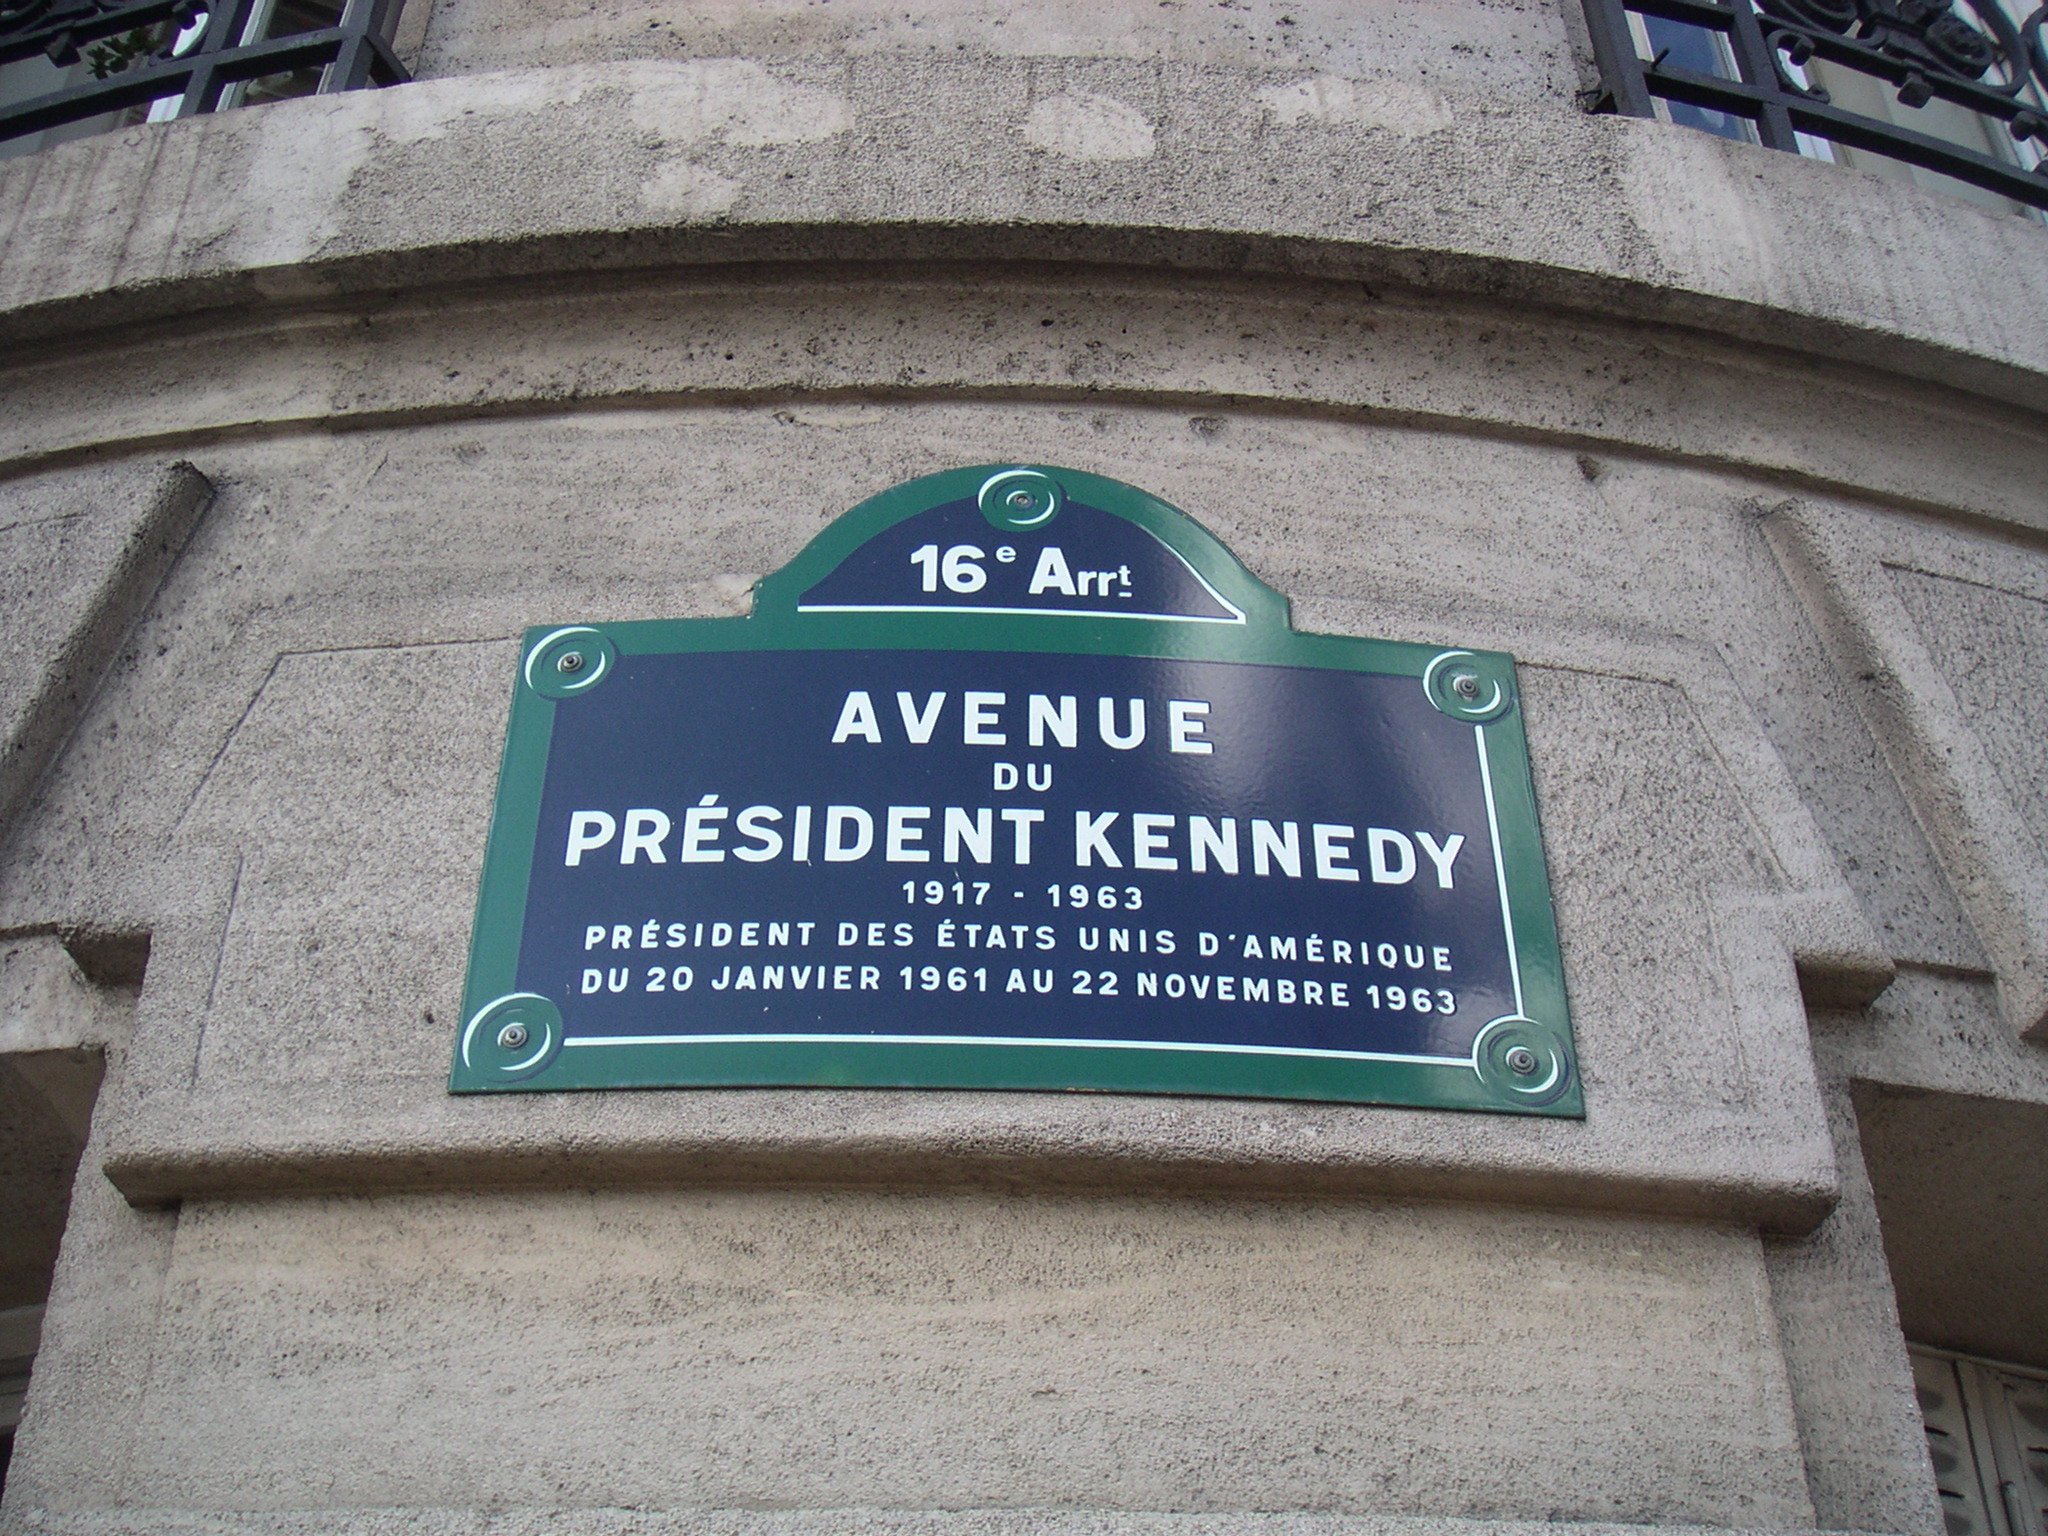 16e Arrt
AVENUE
DU
PRÉSIDENT KENNEDY
1917 - 1963
PRÉSIDENT DES ÉTATS UNIS D'AMÉRIQUE
DU 20 JANVIER 1961 AU 22 NOVEMBRE 1963